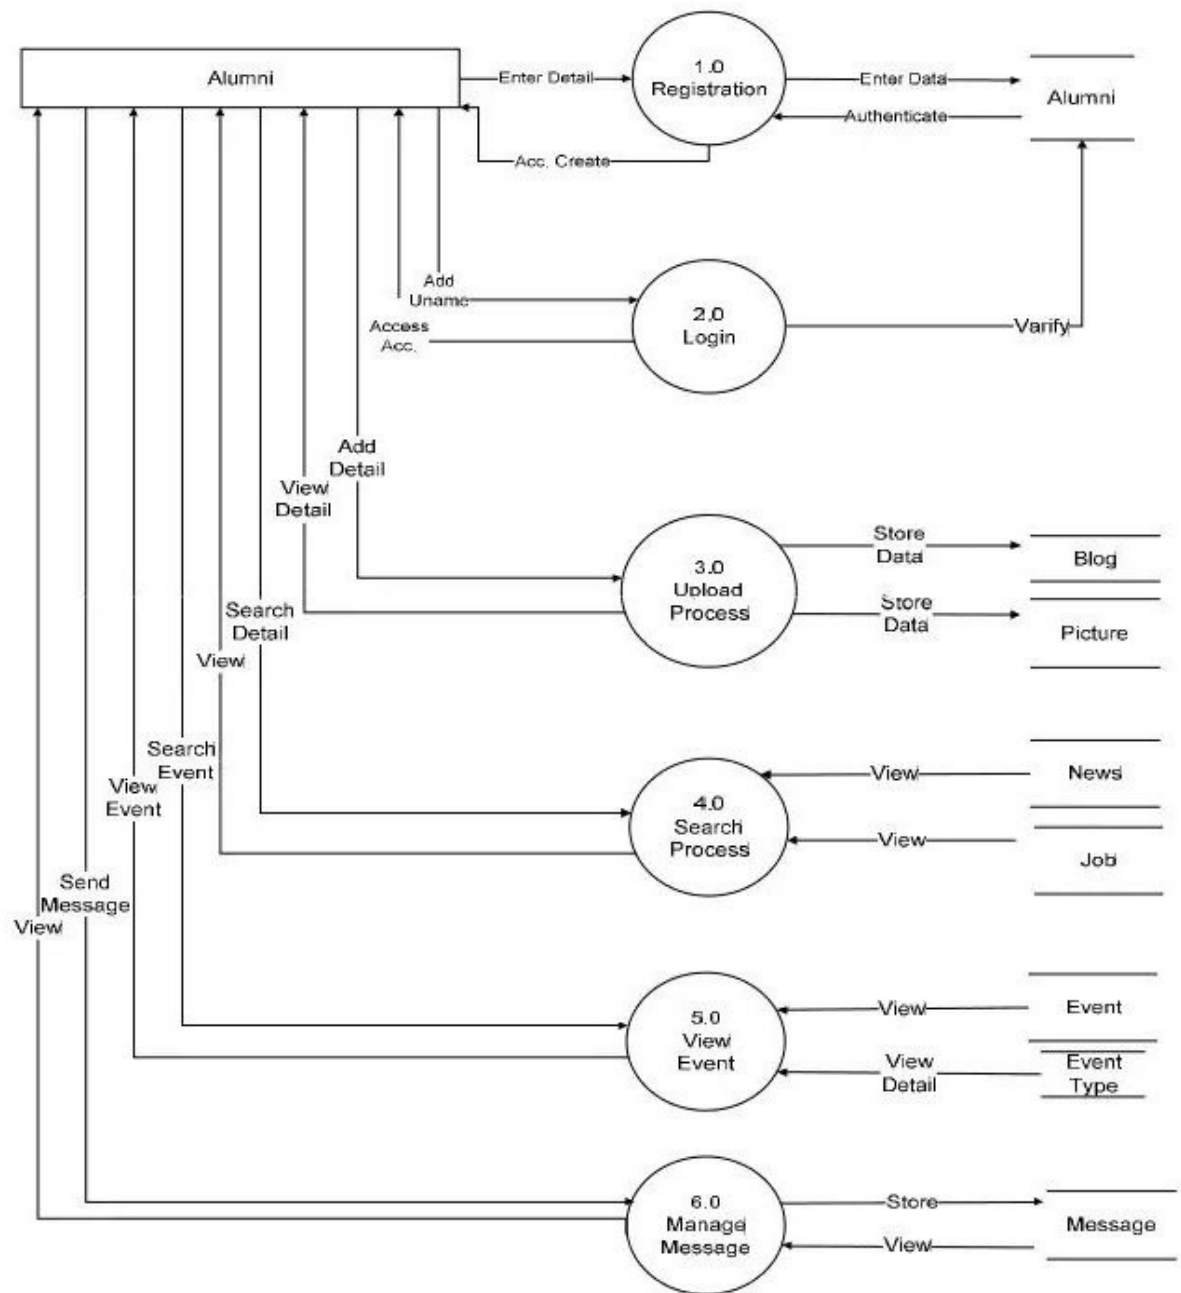 Alumni
Enter Detail
1.0
Registration
Enter Data
Authenticate
Alumni
Acc. Create
Add
Uname
Access
Acc.
2.0
Login
Varify
Add
Detail
View
Detail
3.0
Upload
Process
Store
Data
Blog
Store
Data
Picture
Search
Detail
View
4.0
Search
Process
View
News
View
Job
Search
Event
View
Event
5.0
View
Event
View
Event
View
Detail
Event
Type
Send
Message
View
6.0
Manage
Message
Store
View
Message